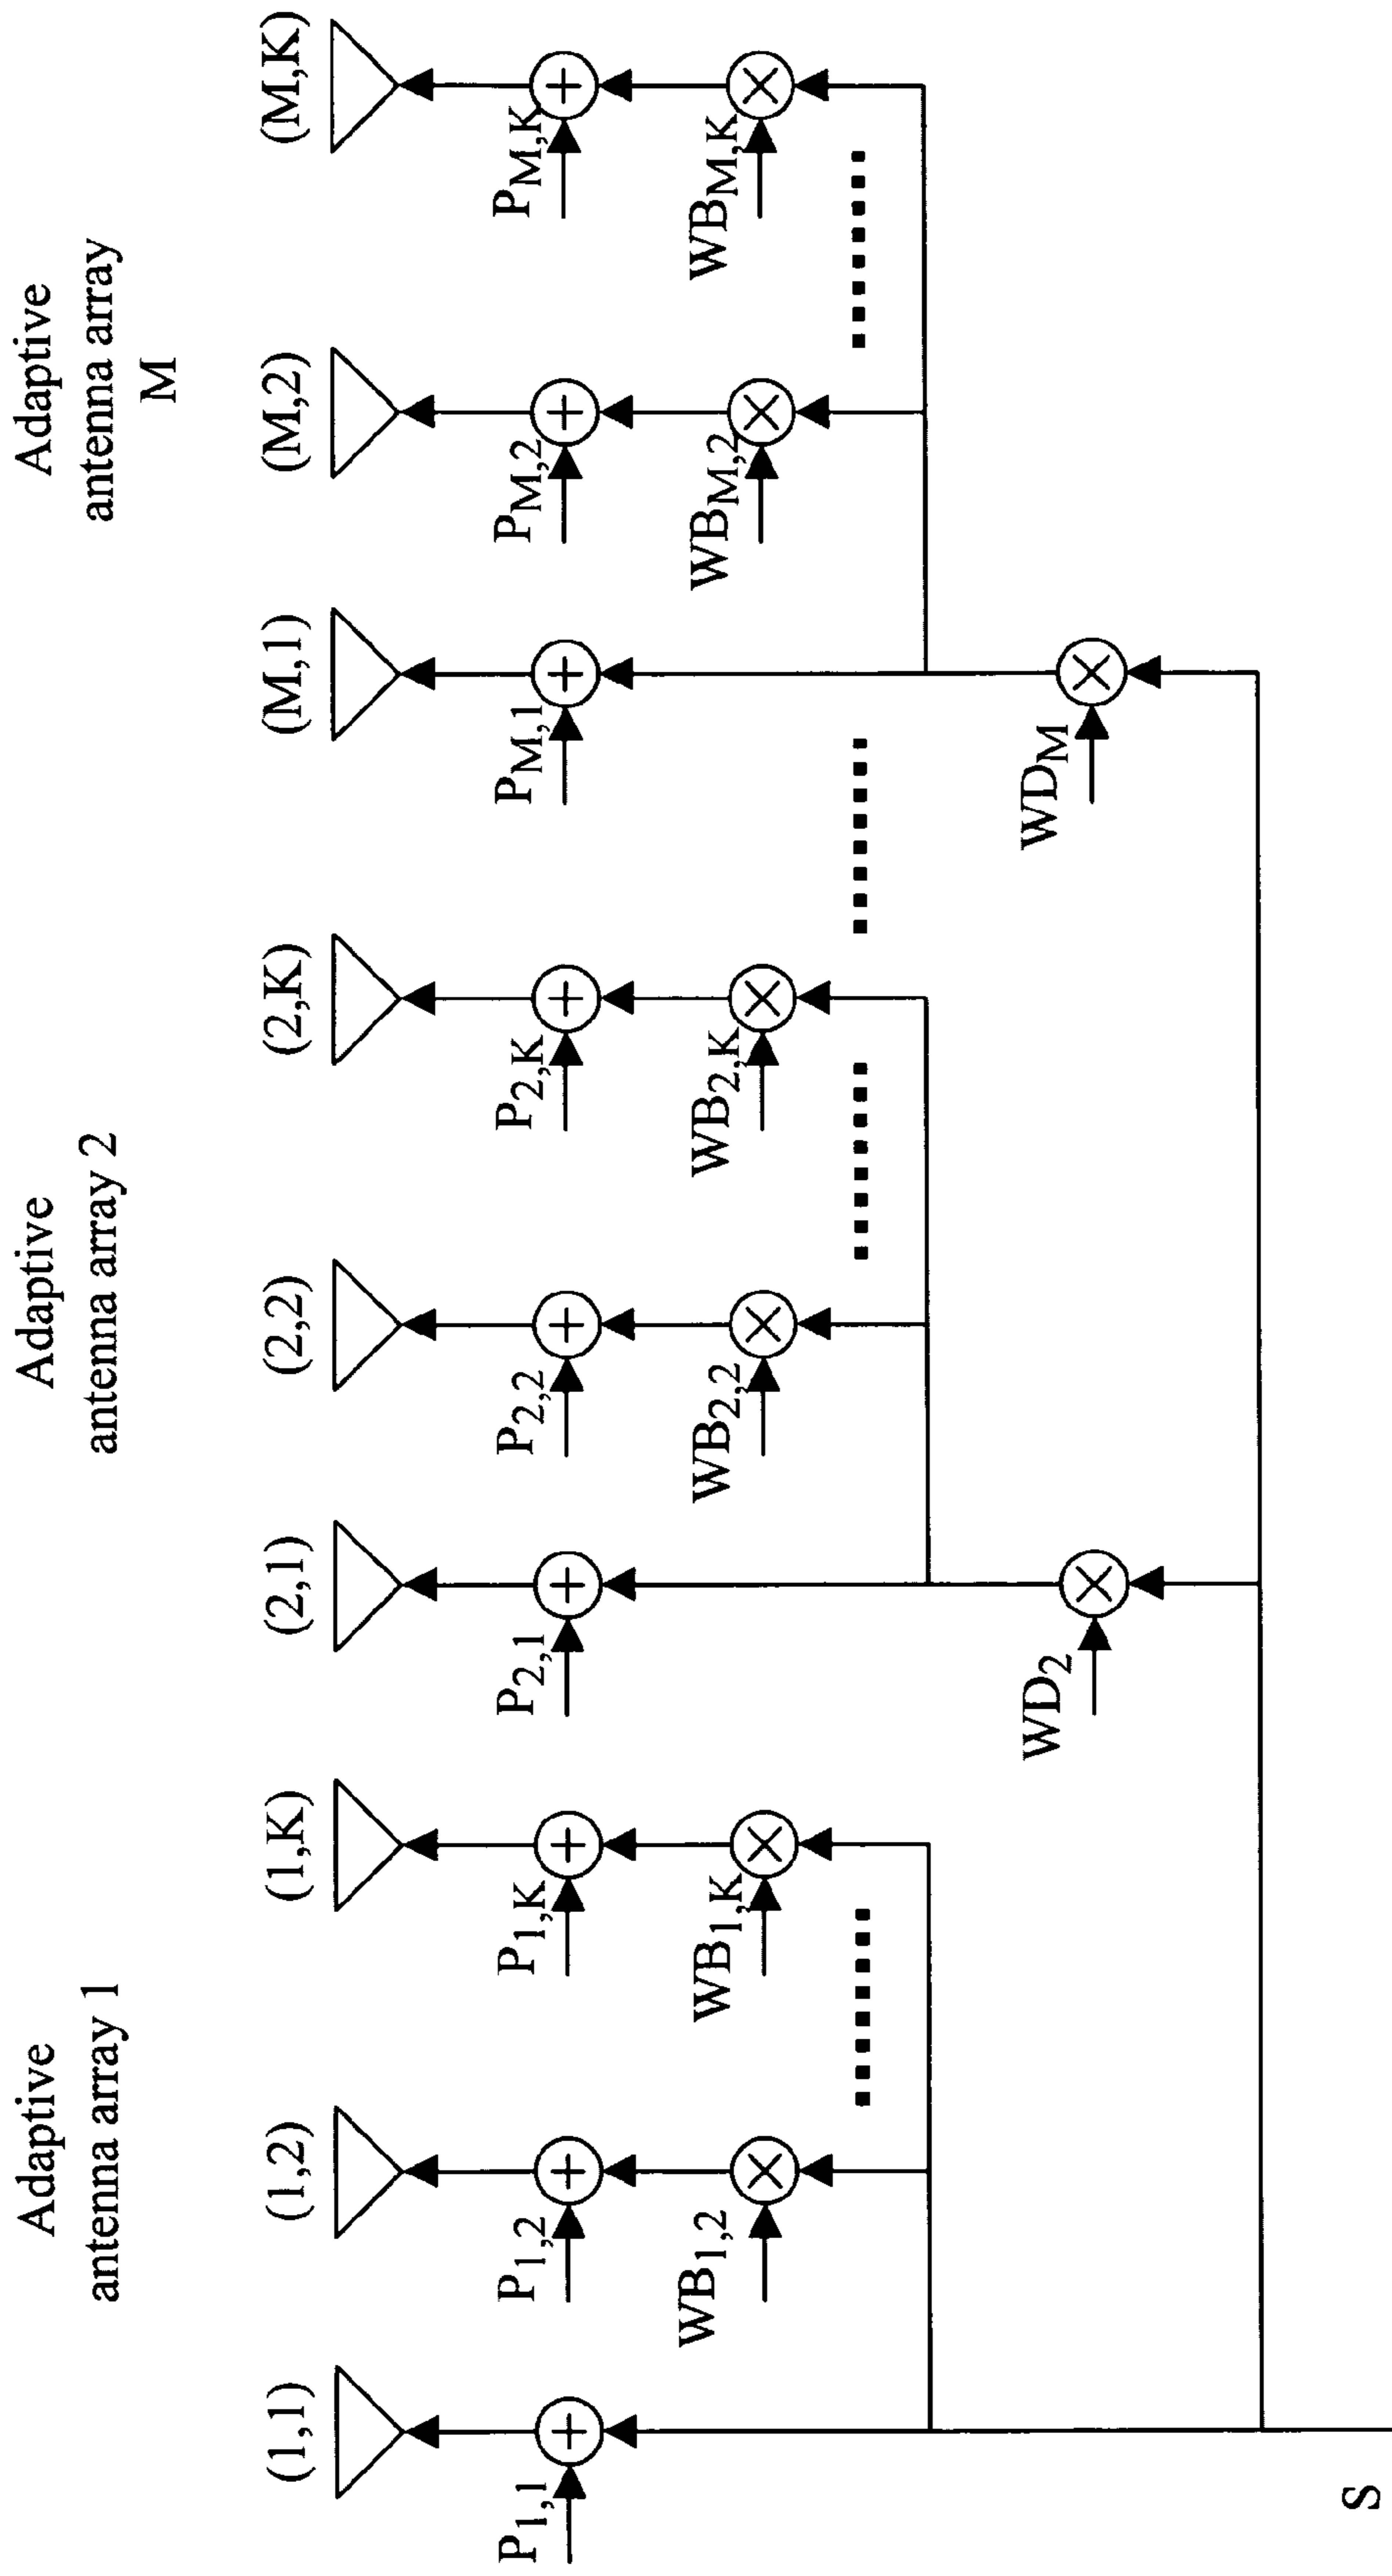 Adaptive
antenna array 1
Adaptive
antenna array 2
Adaptive
antenna array
M
(1,1)
(1,2)
(1,K)
(2,1)
(2,2)
(2,K)
(M,1)
(M,2)
(M,K)
P1,1
P1,2
P1,K
P2,1
P2,2
P2,K
PM,1
PM,2
PM,K
WB1,2
WB1,K
WB2,2
WB2,K
WBM,2
WBM,K
WD2
WDM
S